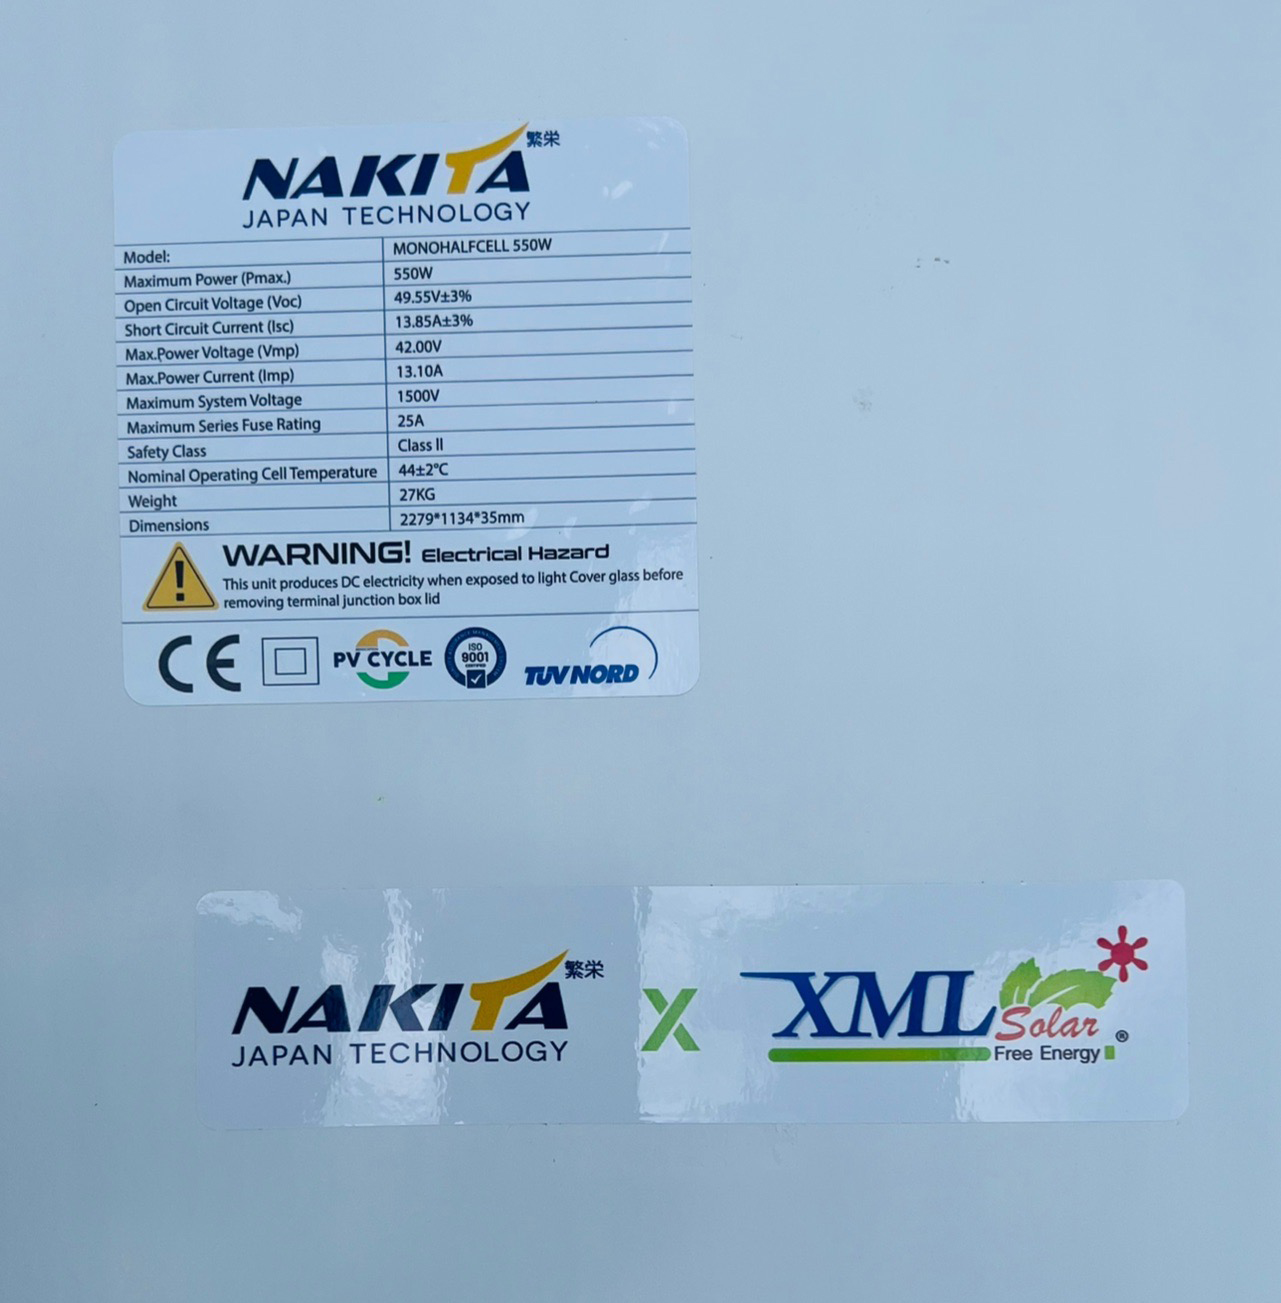 NAKITA 繁栄
JAPAN TECHNOLOGY
Model: MONOHALFCELL 550W
Maximum Power (Pmax.) 550W
Open Circuit Voltage (Voc) 49.55V±3%
Short Circuit Current (Isc) 13.85A±3%
Max.Power Voltage (Vmp) 42.00V
Max.Power Current (Imp) 13.10A
Maximum System Voltage 1500V
Maximum Series Fuse Rating 25A
Safety Class Class II
Nominal Operating Cell Temperature 44±2°C
Weight 27KG
Dimensions 2279*1134*35mm
WARNING! Electrical Hazard
This unit produces DC electricity when exposed to light Cover glass before
removing terminal junction box lid
CE
PV CYCLE
ISO
9001
TUV NORD
NAKITA 繁栄
JAPAN TECHNOLOGY
X
XML
Solar ®
Free Energy